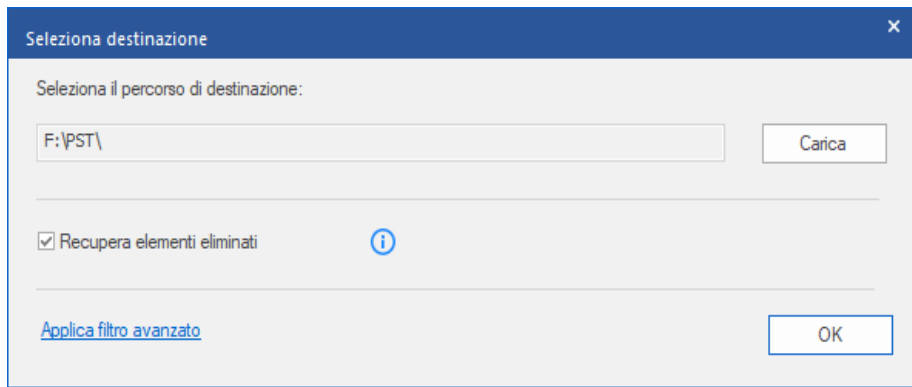 Seleziona destinazione
Seleziona il percorso di destinazione:
F:\PST\
Carica
Recupera elementi eliminati
Applica filtro avanzato
OK